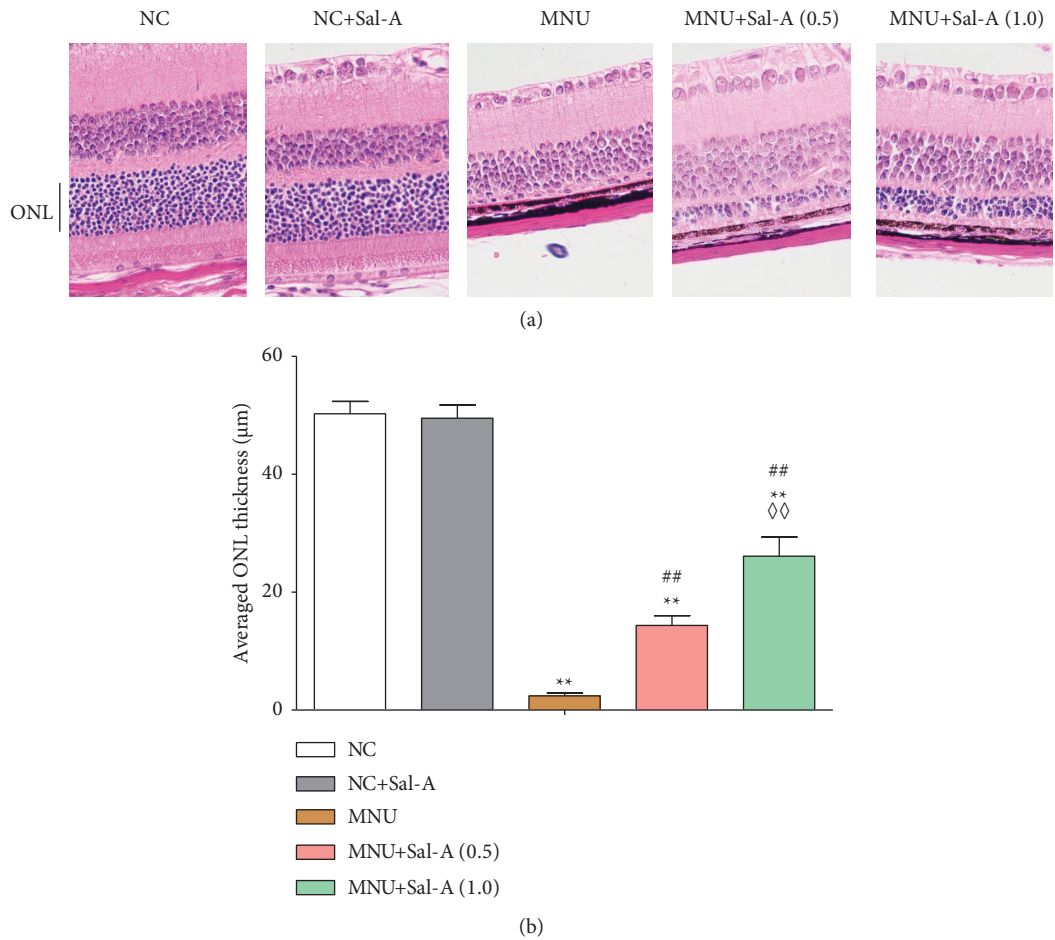 NC NC+Sal-A MNU MNU+Sal-A (0.5) MNU+Sal-A (1.0)
ONL
(a)
60
40
20
0
Averaged ONL thickness (μm)
**
##
**
##
**
◊◊
NC
NC+Sal-A
MNU
MNU+Sal-A (0.5)
MNU+Sal-A (1.0)
(b)